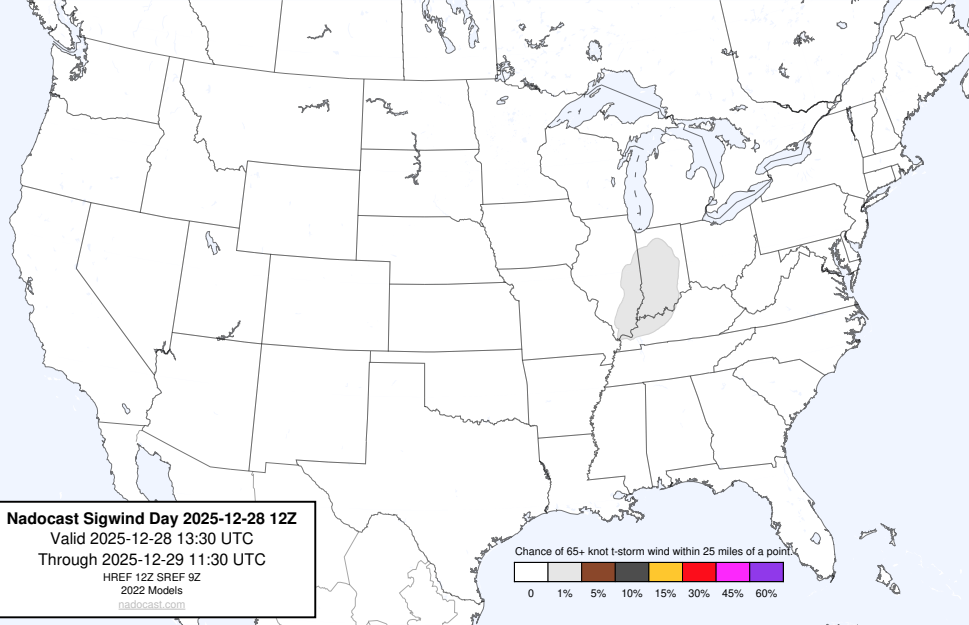 Nadocast Sigwind Day 2025-12-28 12Z
Valid 2025-12-28 13:30 UTC
Through 2025-12-29 11:30 UTC
HREF 12Z SREF 9Z
2022 Models
nadocast.com
Chance of 65+ knot t-storm wind within 25 miles of a point.
0 1% 5% 10% 15% 30% 45% 60%